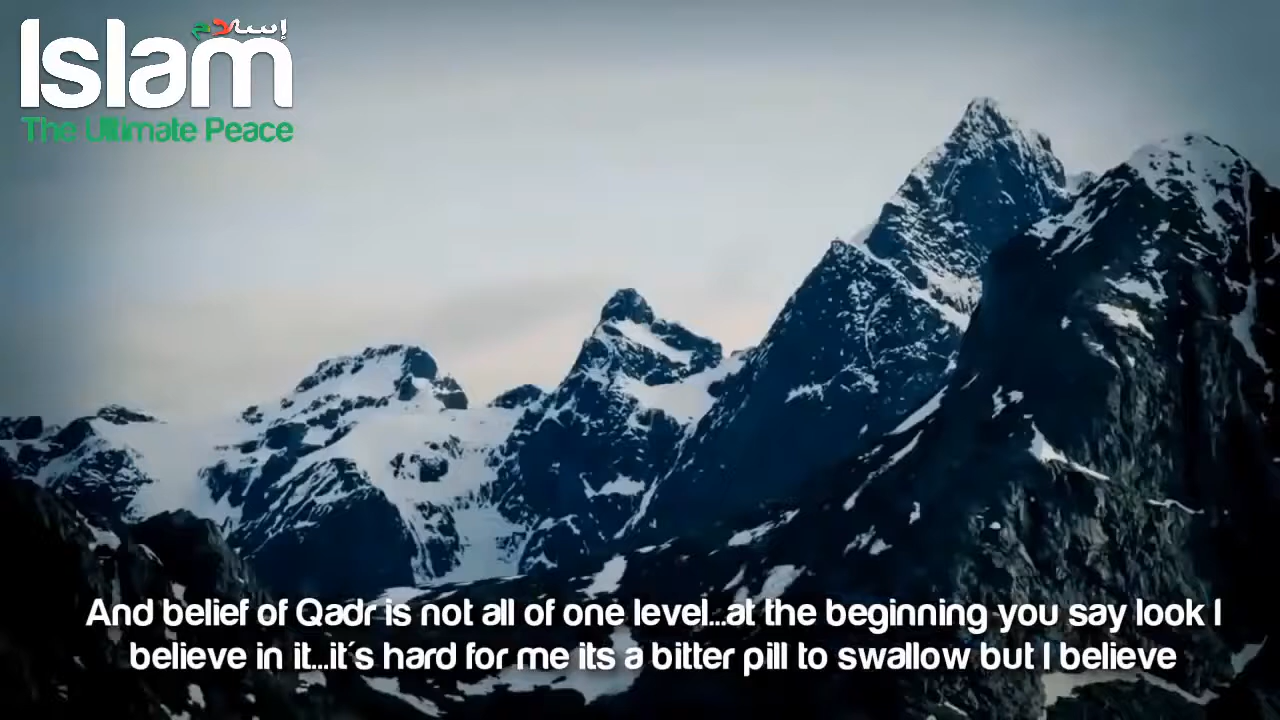 إسلام
Islam
The Ultimate Peace
And belief of Qadr is not all of one level...at the beginning you say look I
believe in it...it´s hard for me its a bitter pill to swallow but I believe